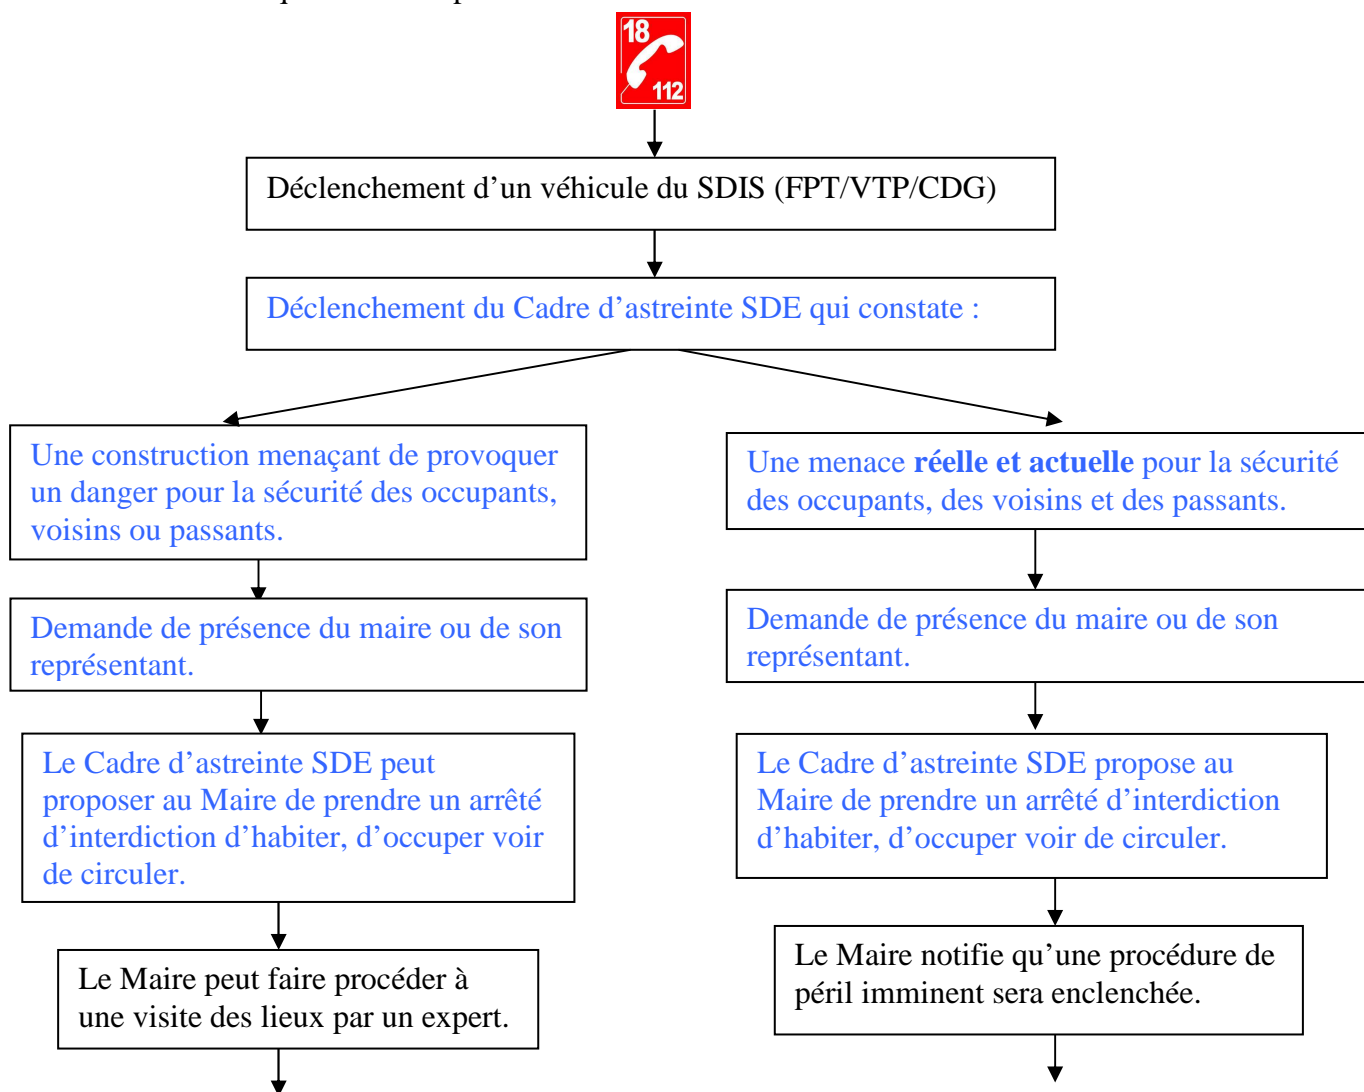 18
112
Déclenchement d’un véhicule du SDIS (FPT/VTP/CDG)
Déclenchement du Cadre d’astreinte SDE qui constate :
Une construction menaçant de provoquer
un danger pour la sécurité des occupants,
voisins ou passants.
Demande de présence du maire ou de son
représentant.
Le Cadre d’astreinte SDE peut
proposer au Maire de prendre un arrêté
d’interdiction d’habiter, d’occuper voir
de circuler.
Le Maire peut faire procéder à
une visite des lieux par un expert.
Une menace réelle et actuelle pour la sécurité
des occupants, des voisins et des passants.
Demande de présence du maire ou de son
représentant.
Le Cadre d’astreinte SDE propose au
Maire de prendre un arrêté d’interdiction
d’habiter, d’occuper voir de circuler.
Le Maire notifie qu’une procédure de
péril imminent sera enclenchée.